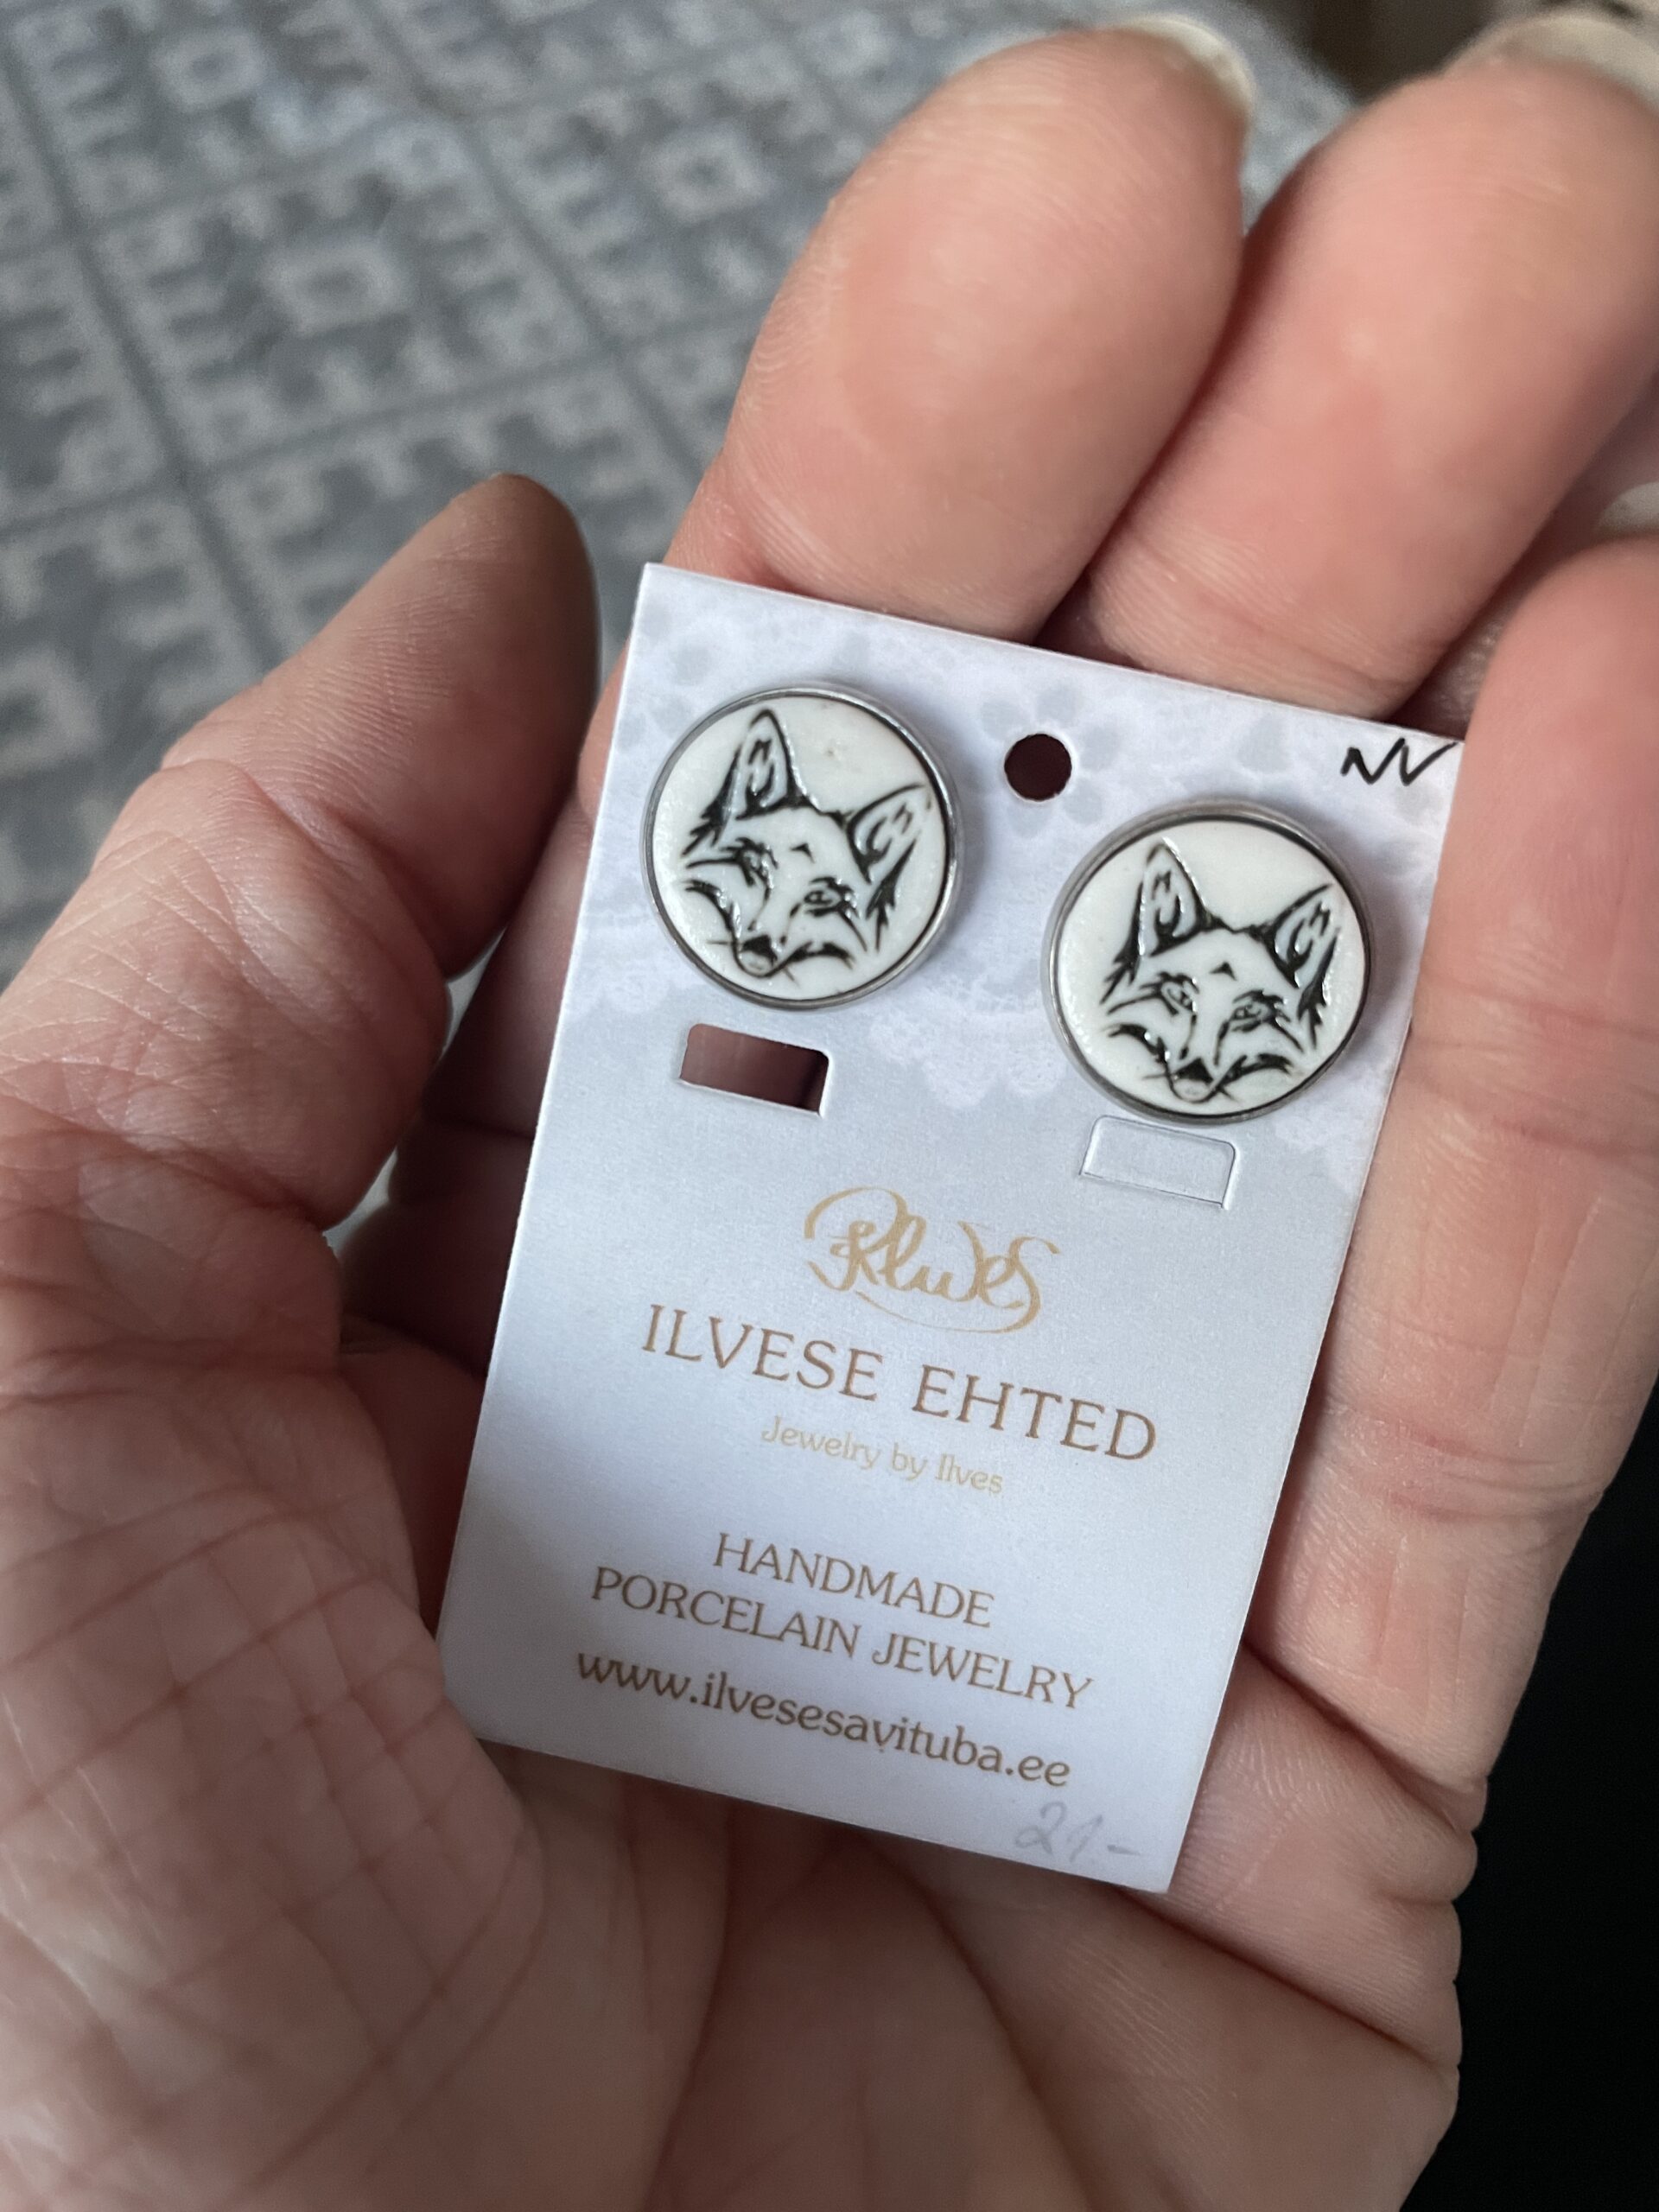 Ilves
ILVESE EHTED
Jewelry by Ilves
HANDMADE
PORCELAIN JEWELRY
www.ilvesesavituba.ee
21.-